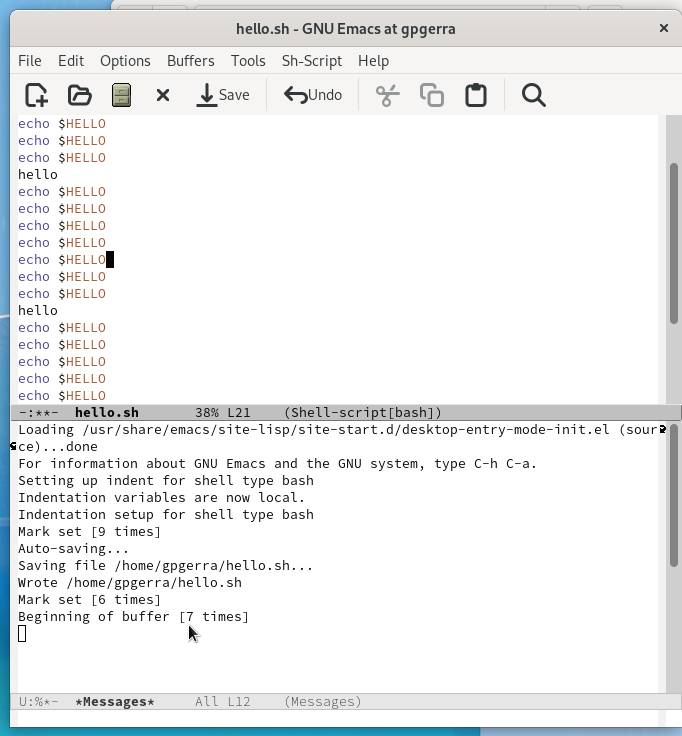 hello.sh - GNU Emacs at gpgerra
File Edit Options Buffers Tools Sh-Script Help
Save Undo
echo $HELLO
echo $HELLO
echo $HELLO
hello
echo $HELLO
echo $HELLO
echo $HELLO
echo $HELLO
echo $HELLO
echo $HELLO
echo $HELLO
hello
echo $HELLO
echo $HELLO
echo $HELLO
echo $HELLO
echo $HELLO
-:**- hello.sh 38% L21 (Shell-script[bash])
Loading /usr/share/emacs/site-lisp/site-start.d/desktop-entry-mode-init.el (sour
ce)...done
For information about GNU Emacs and the GNU system, type C-h C-a.
Setting up indent for shell type bash
Indentation variables are now local.
Indentation setup for shell type bash
Mark set [9 times]
Auto-saving...
Saving file /home/gpgerra/hello.sh...
Wrote /home/gpgerra/hello.sh
Mark set [6 times]
Beginning of buffer [7 times]
U:%*- *Messages* All L12 (Messages)